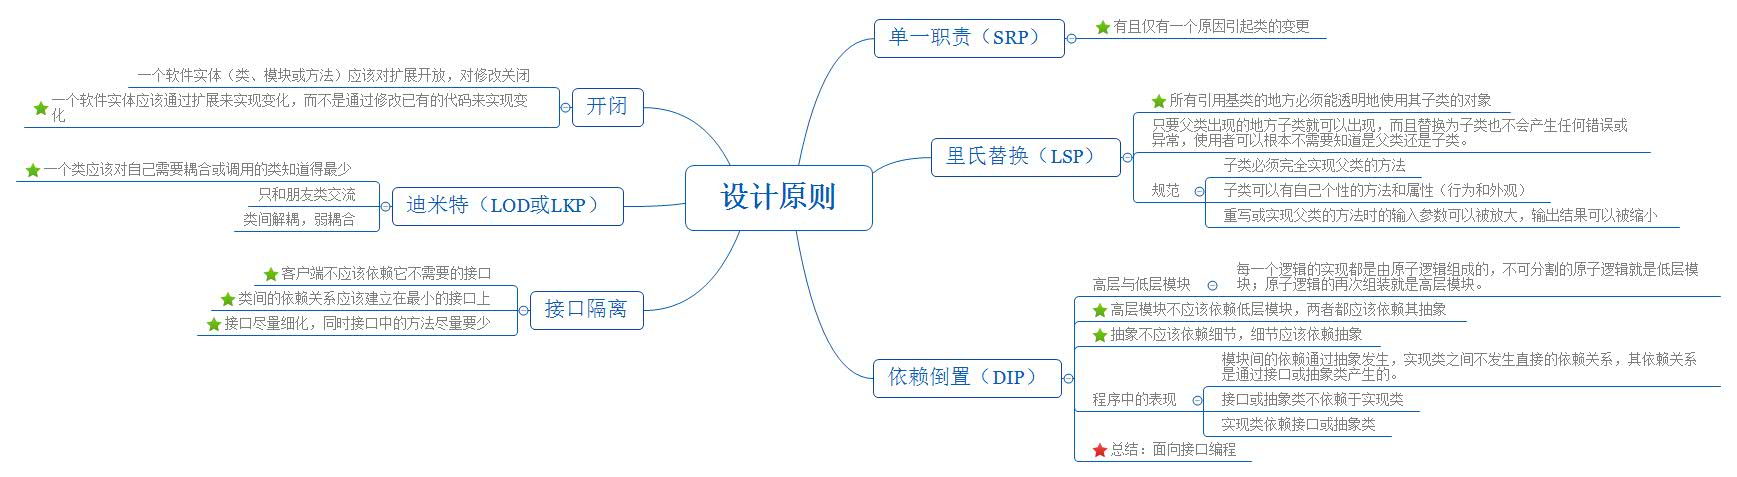 设计原则
单一职责（SRP）
有且仅有一个原因引起类的变更
里氏替换（LSP）
所有引用基类的地方必须能透明地使用其子类的对象
只要父类出现的地方子类就可以出现，而且替换为子类也不会产生任何错误或
异常，使用者可以根本不需要知道是父类还是子类。
规范
子类必须完全实现父类的方法
子类可以有自己个性的方法和属性（行为和外观）
重写或实现父类的方法时的输入参数可以被放大，输出结果可以被缩小
依赖倒置（DIP）
高层与低层模块
每一个逻辑的实现都是由原子逻辑组成的，不可分割的原子逻辑就是低层模
块；原子逻辑的再次组装就是高层模块。
高层模块不应该依赖低层模块，两者都应该依赖其抽象
抽象不应该依赖细节，细节应该依赖抽象
程序中的表现
模块间的依赖通过抽象发生，实现类之间不发生直接的依赖关系，其依赖关系
是通过接口或抽象类产生的。
接口或抽象类不依赖于实现类
实现类依赖接口或抽象类
总结：面向接口编程
开闭
一个软件实体（类、模块或方法）应该对扩展开放，对修改关闭
一个软件实体应该通过扩展来实现变化，而不是通过修改已有的代码来实现变
化
迪米特（LOD或LKP）
一个类应该对自己需要耦合或调用的类知道得最少
只和朋友类交流
类间解耦，弱耦合
接口隔离
客户端不应该依赖它不需要的接口
类间的依赖关系应该建立在最小的接口上
接口尽量细化，同时接口中的方法尽量要少